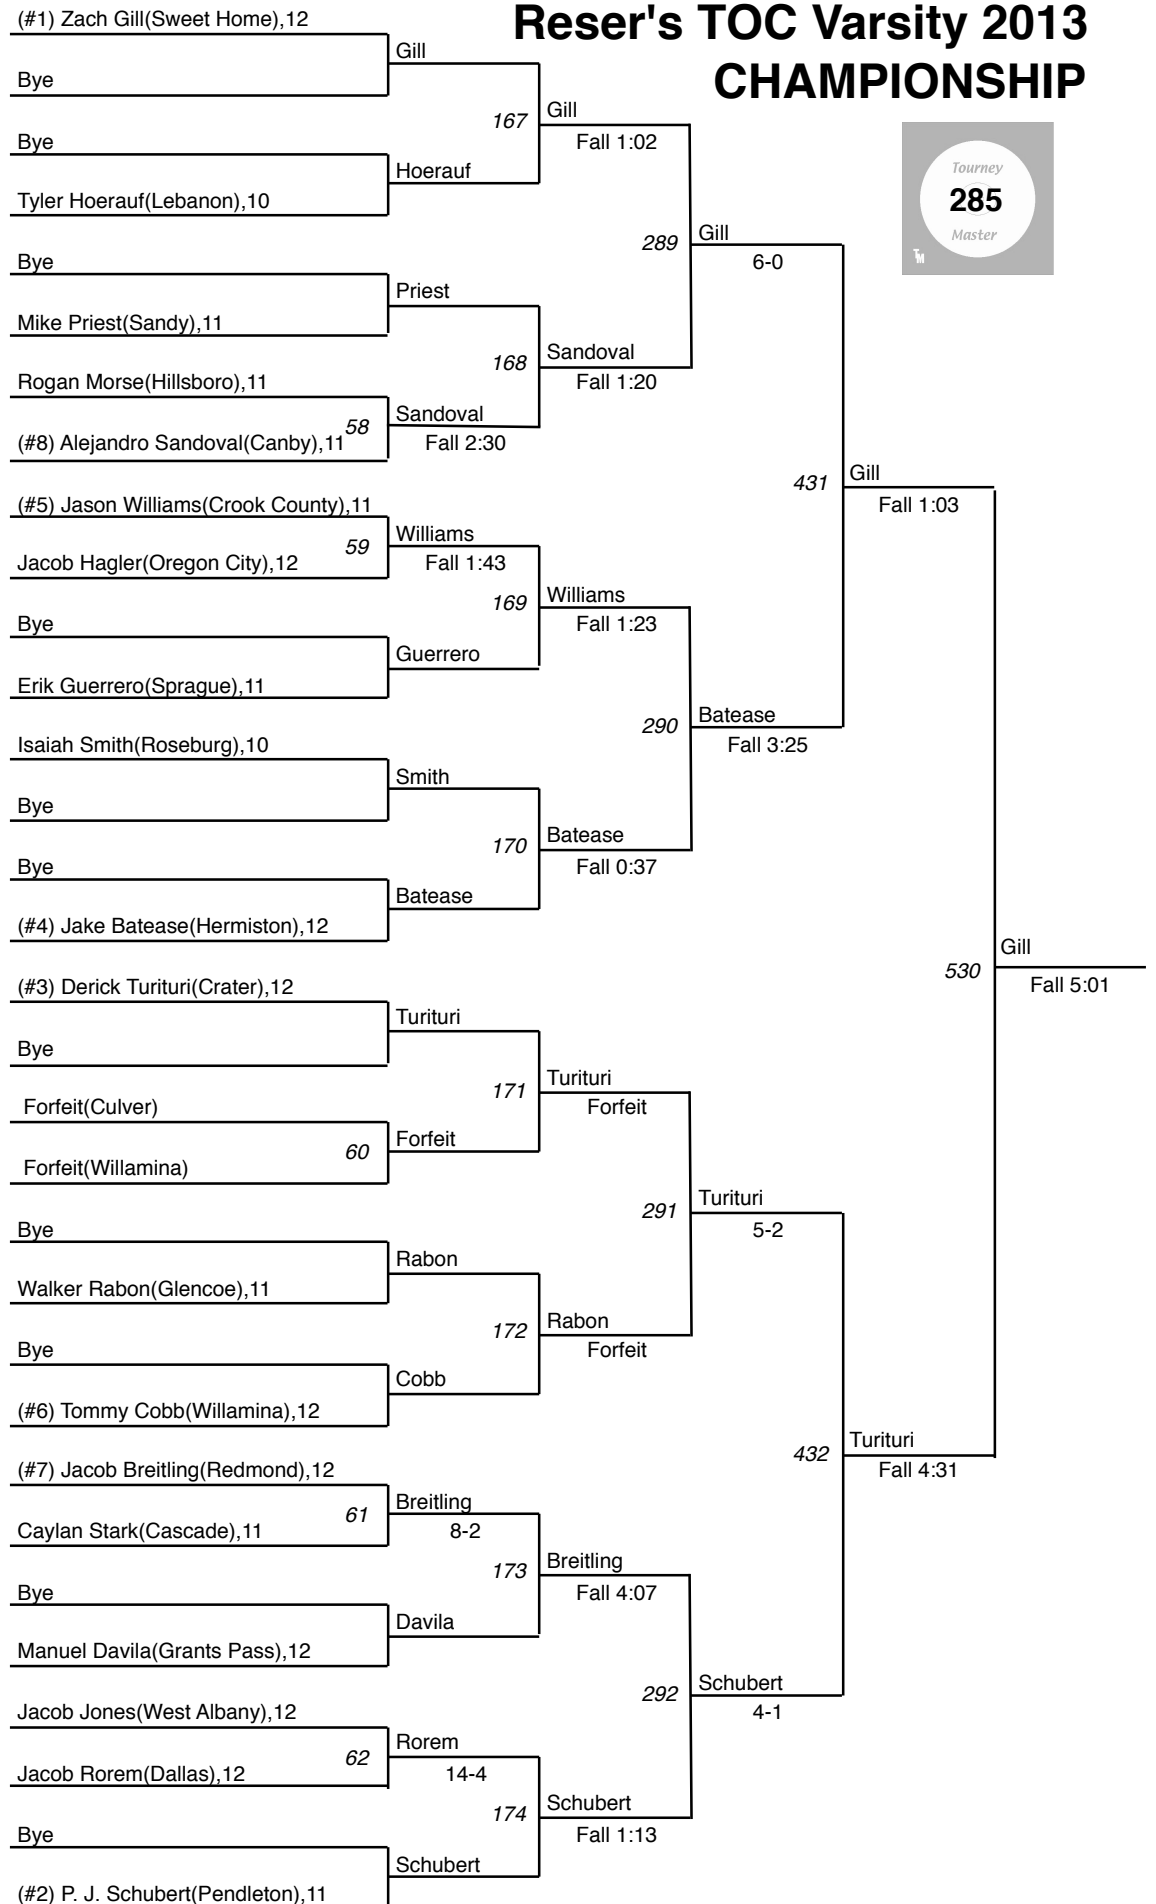 Reser's TOC Varsity 2013
CHAMPIONSHIP
Tourney
285
Master
TM
(#1) Zach Gill(Sweet Home),12
Gill
Bye
167
Gill
Fall 1:02
Bye
Hoerauf
Tyler Hoerauf(Lebanon),10
289
Gill
6-0
Bye
Priest
Mike Priest(Sandy),11
168
Sandoval
Fall 1:20
Rogan Morse(Hillsboro),11
58
Sandoval
Fall 2:30
(#8) Alejandro Sandoval(Canby),11
431
Gill
Fall 1:03
(#5) Jason Williams(Crook County),11
59
Williams
Fall 1:43
Jacob Hagler(Oregon City),12
169
Williams
Fall 1:23
Bye
Guerrero
Erik Guerrero(Sprague),11
290
Batease
Fall 3:25
Isaiah Smith(Roseburg),10
Smith
Bye
170
Batease
Fall 0:37
Bye
Batease
(#4) Jake Batease(Hermiston),12
530
Gill
Fall 5:01
(#3) Derick Turituri(Crater),12
Turituri
Bye
171
Turituri
Forfeit
Forfeit(Culver)
60
Forfeit
Forfeit(Willamina)
291
Turituri
5-2
Bye
Rabon
Walker Rabon(Glencoe),11
172
Rabon
Forfeit
Bye
Cobb
(#6) Tommy Cobb(Willamina),12
432
Turituri
Fall 4:31
(#7) Jacob Breitling(Redmond),12
61
Breitling
8-2
Caylan Stark(Cascade),11
173
Breitling
Fall 4:07
Bye
Davila
Manuel Davila(Grants Pass),12
292
Schubert
4-1
Jacob Jones(West Albany),12
62
Rorem
14-4
Jacob Rorem(Dallas),12
174
Schubert
Fall 1:13
Bye
Schubert
(#2) P. J. Schubert(Pendleton),11